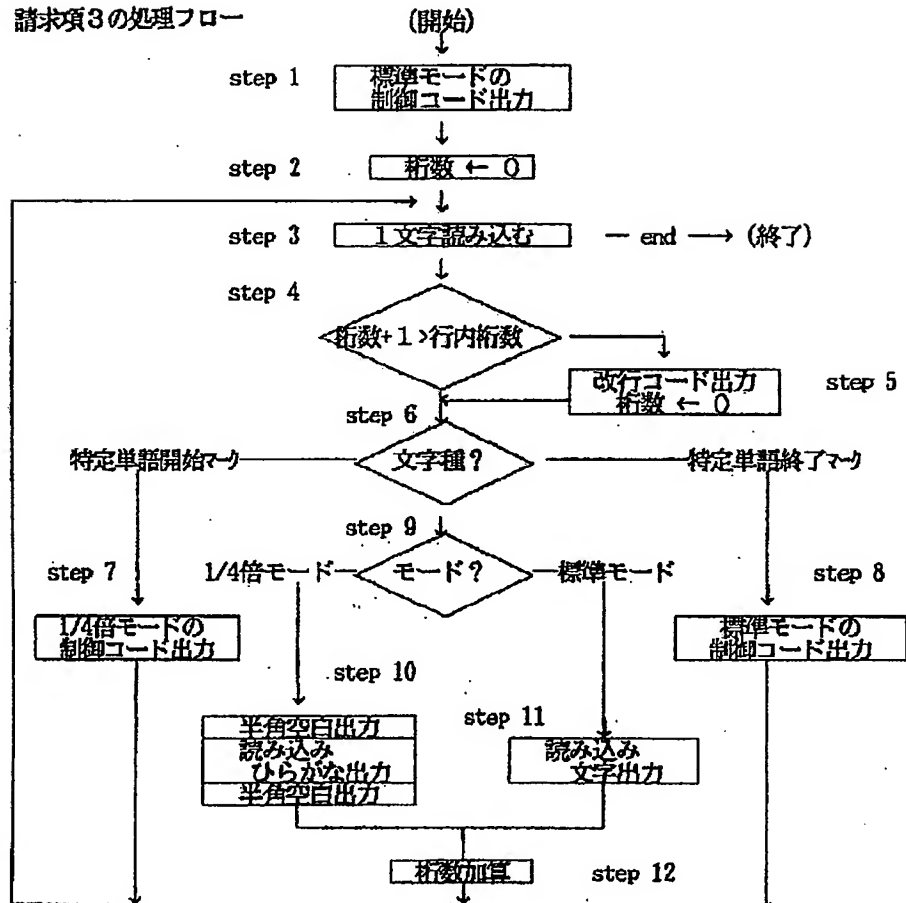 請求項3の処理フロー
(開始)
step 1
標準モードの
制御コード出力
step 2
桁数 ← 0
step 3
1文字読み込む
― end → (終了)
step 4
桁数+1>行内桁数
改行コード出力
桁数 ← 0
step 5
step 6
特定単語開始マーク
文字種?
特定単語終了マーク
step 9
step 7
1/4倍モード
モード?
標準モード
step 8
1/4倍モードの
制御コード出力
標準モードの
制御コード出力
step 10
半角空白出力
読み込み
ひらがな出力
半角空白出力
step 11
読み込み
文字出力
桁数加算
step 12